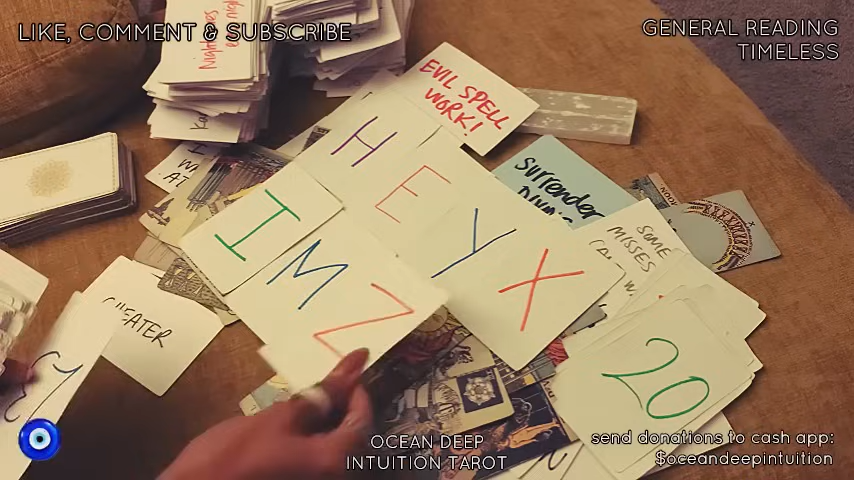 LIKE, COMMENT & SUBSCRIBE
GENERAL READING
TIMELESS
EVIL SPELL
WORK!
H
E
Y
X
I
M
Z
Surrender
SOME
MISSES
20
OCEAN DEEP
INTUITION TAROT
send donations to cash app:
$oceandeepintuition